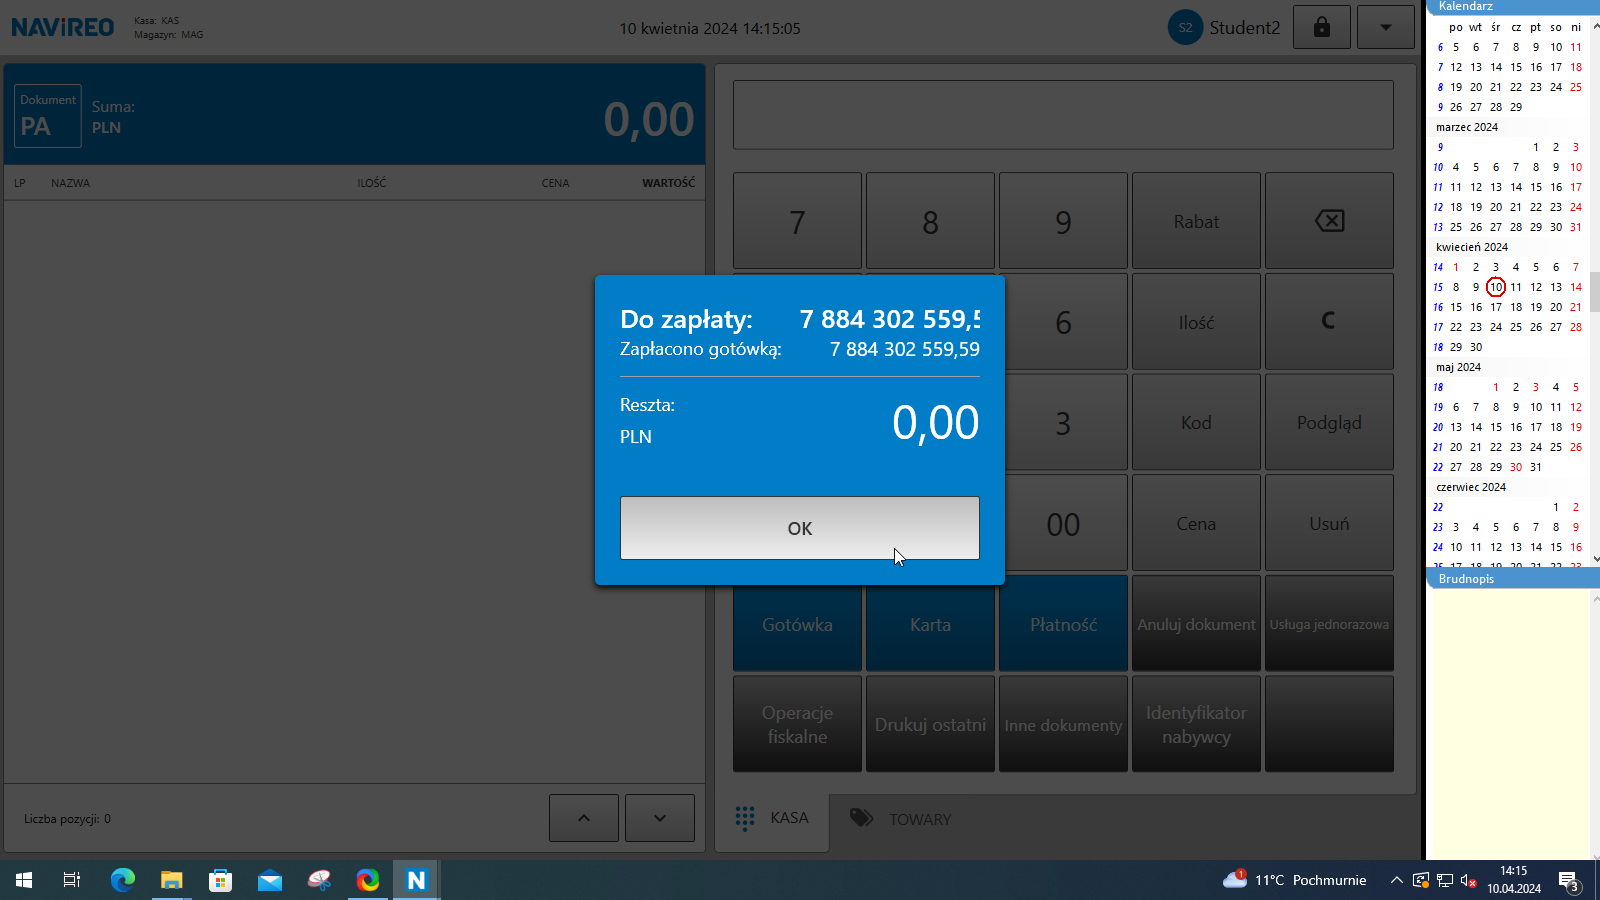 NAViREO
Kasa: KAS
Magazyn: MAG
10 kwietnia 2024 14:15:05
S2
Student2
Dokument
PA
Suma:
PLN
0,00
LP NAZWA ILOŚĆ CENA WARTOŚĆ
Liczba pozycji: 0
7 8 9 Rabat
6 Ilość C
3 Kod Podgląd
00 Cena Usuń
Gotówka Karta Płatność Anuluj dokument Usługa jednorazowa
Operacje fiskalne Drukuj ostatni Inne dokumenty Identyfikator nabywcy
KASA TOWARY
Do zapłaty: 7 884 302 559,5
Zapłacono gotówką: 7 884 302 559,59
Reszta:
PLN
0,00
OK
Kalendarz
po wt śr cz pt so ni
6 5 6 7 8 9 10 11
7 12 13 14 15 16 17 18
8 19 20 21 22 23 24 25
9 26 27 28 29
marzec 2024
9 1 2 3
10 4 5 6 7 8 9 10
11 11 12 13 14 15 16 17
12 18 19 20 21 22 23 24
13 25 26 27 28 29 30 31
kwiecień 2024
14 1 2 3 4 5 6 7
15 8 9 10 11 12 13 14
16 15 16 17 18 19 20 21
17 22 23 24 25 26 27 28
18 29 30
maj 2024
18 1 2 3 4 5
19 6 7 8 9 10 11 12
20 13 14 15 16 17 18 19
21 20 21 22 23 24 25 26
22 27 28 29 30 31
czerwiec 2024
22 1 2
23 3 4 5 6 7 8 9
24 10 11 12 13 14 15 16
25 17 18 19 20 21 22 23
Brudnopis
N
1
11°C Pochmurnie
14:15
10.04.2024
3